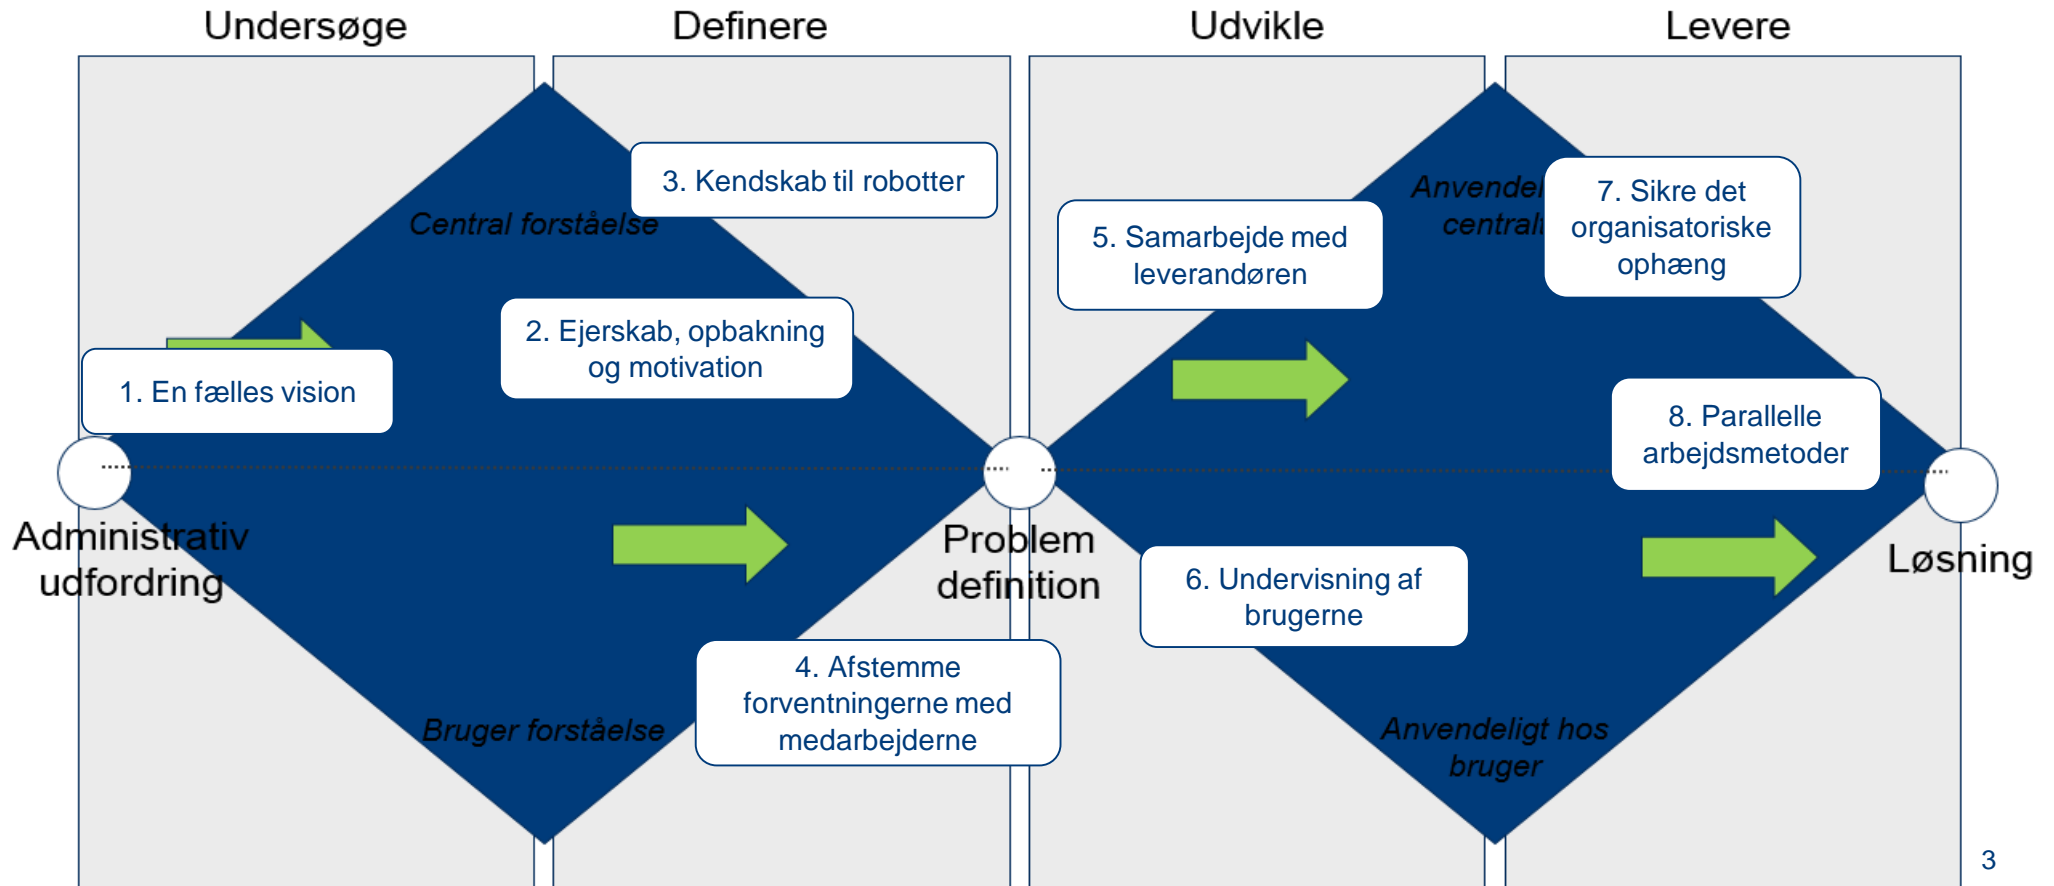 Undersøge
Definere
Udvikle
Levere
3. Kendskab til robotter
Central forståelse
2. Ejerskab, opbakning
og motivation
1. En fælles vision
Administrativ
udfordring
Bruger forståelse
4. Afstemme
forventningerne med
medarbejderne
Problem
definition
5. Samarbejde med
leverandøren
7. Sikre det
organisatoriske
ophæng
8. Parallelle
arbejdsmetoder
6. Undervisning af
brugerne
Anvendeligt hos
bruger
Løsning
3